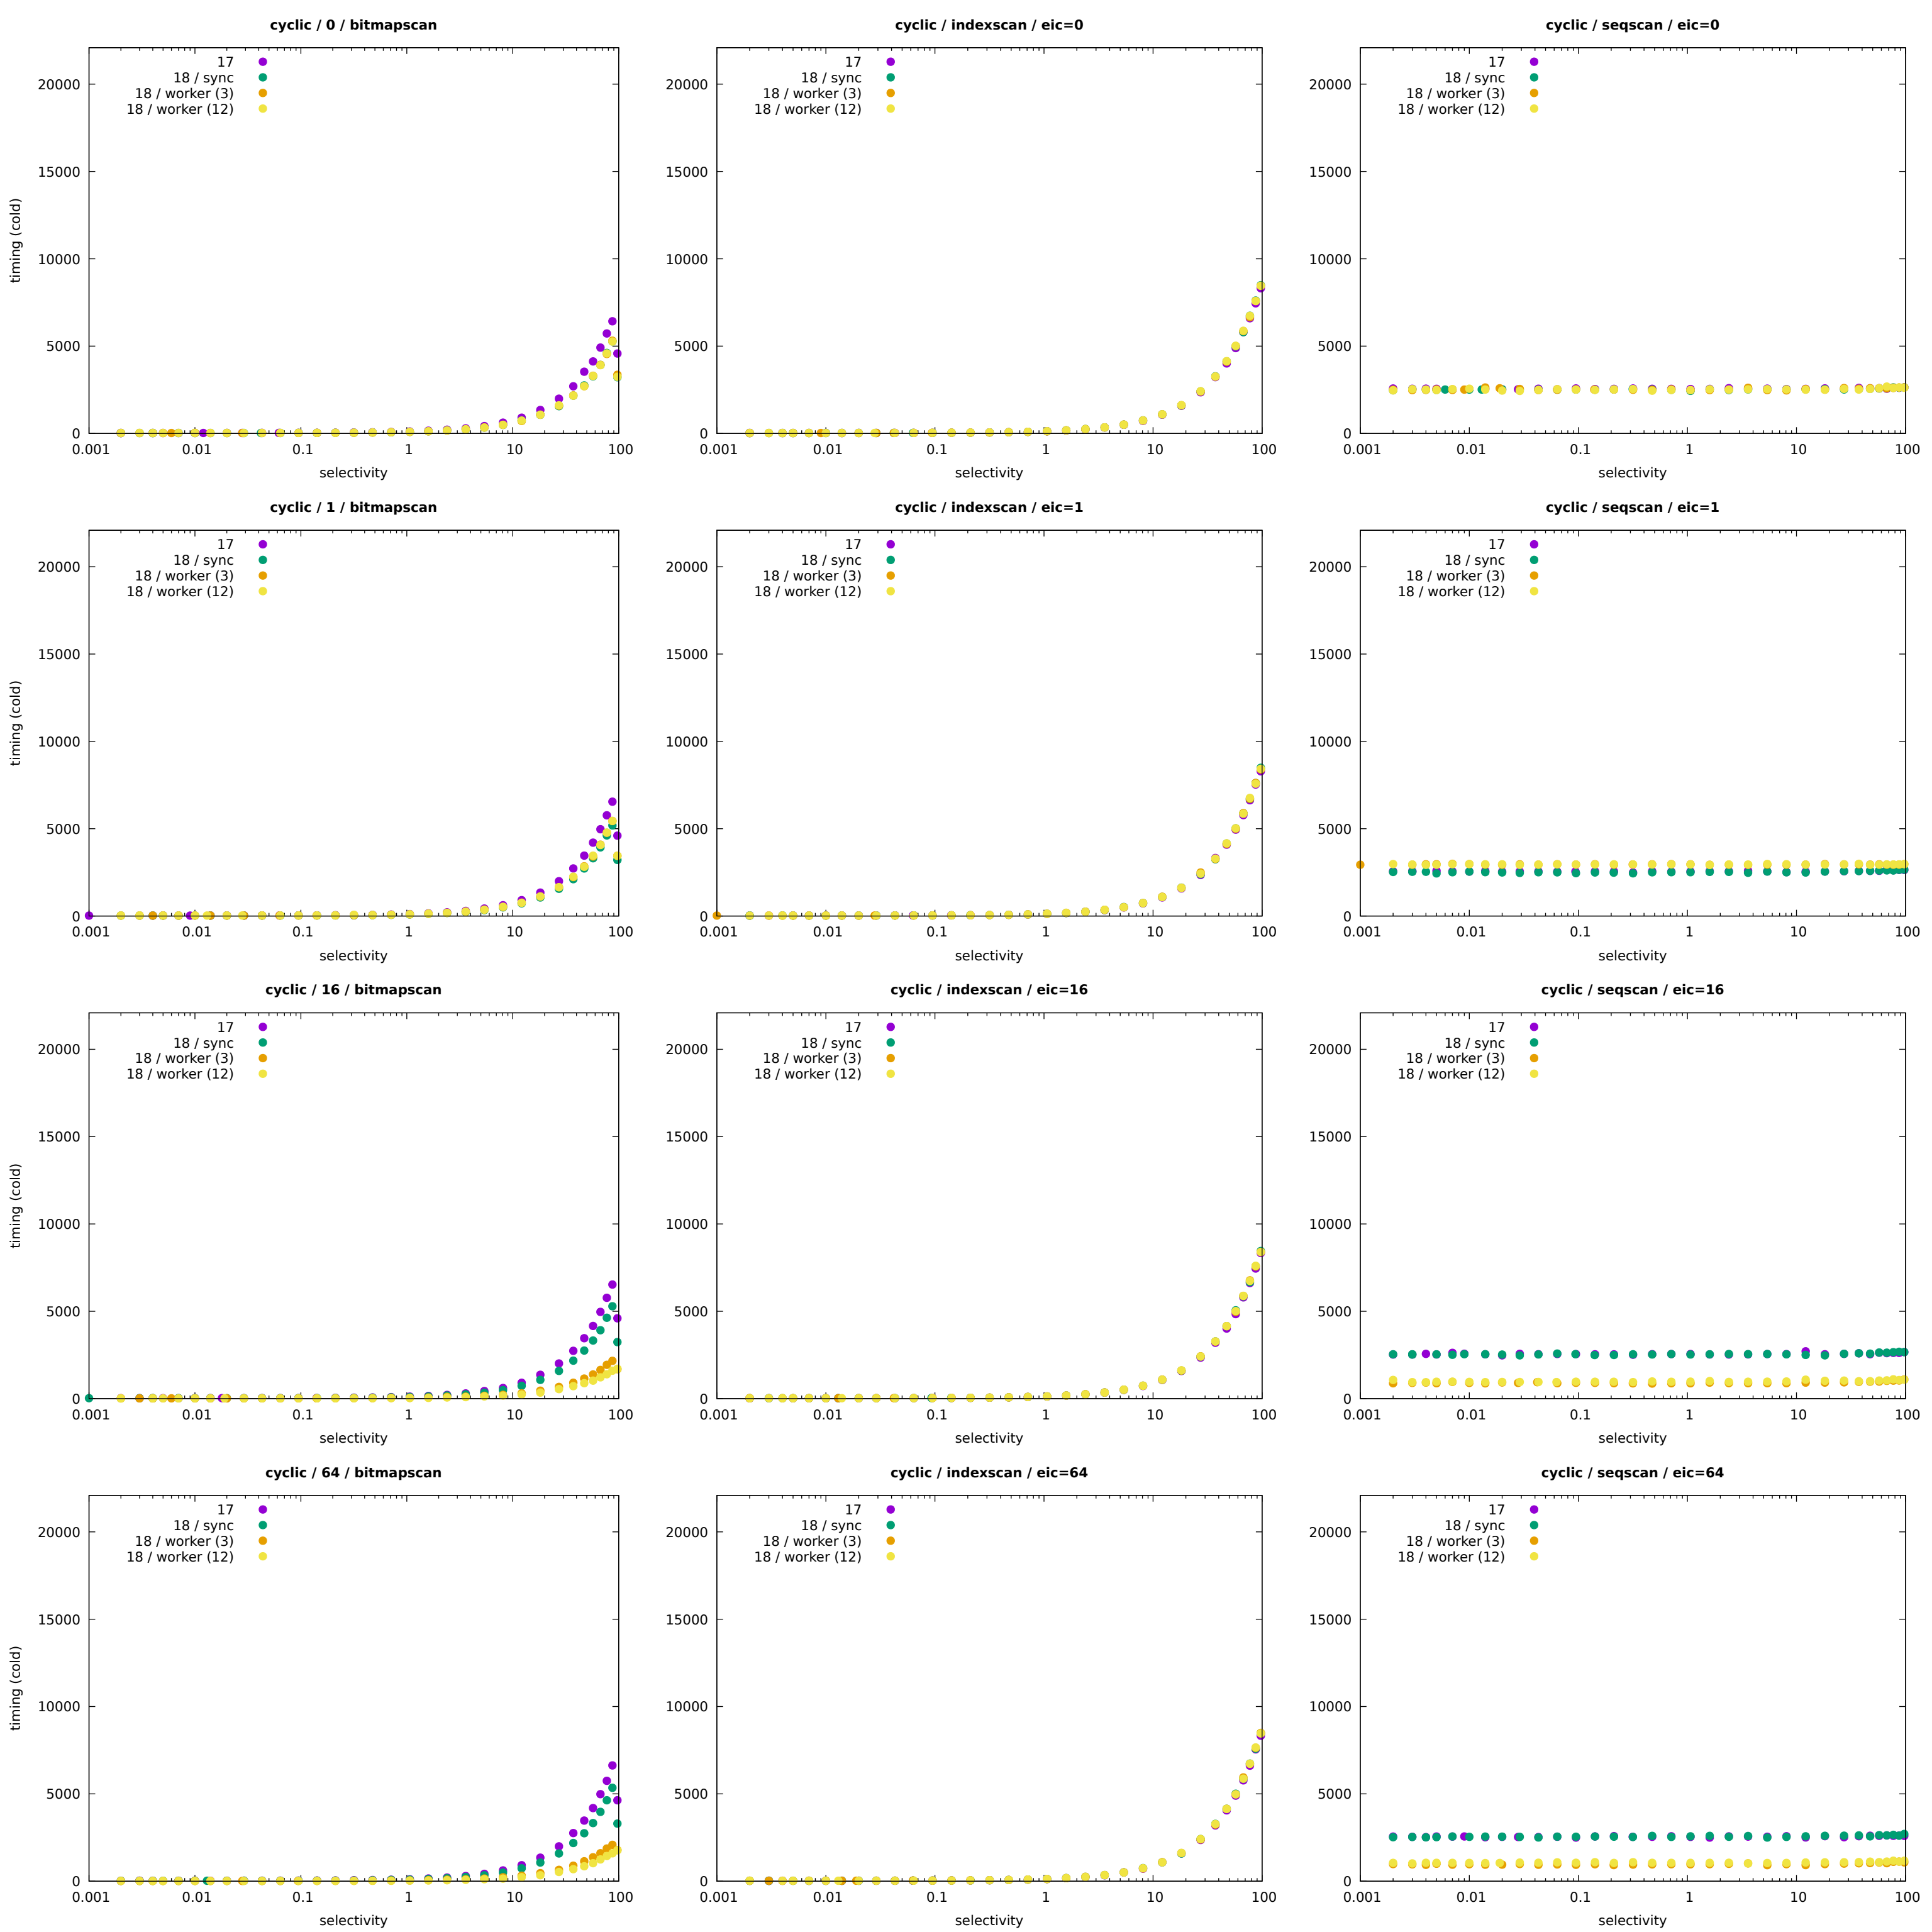 cyclic / 0 / bitmapscan
17
18 / sync
18 / worker (3)
18 / worker (12)
20000
15000
10000
5000
0
0.001 0.01 0.1 1 10 100
timing (cold)
selectivity
cyclic / indexscan / eic=0
17
18 / sync
18 / worker (3)
18 / worker (12)
20000
15000
10000
5000
0
0.001 0.01 0.1 1 10 100
selectivity
cyclic / seqscan / eic=0
17
18 / sync
18 / worker (3)
18 / worker (12)
20000
15000
10000
5000
0
0.001 0.01 0.1 1 10 100
selectivity
cyclic / 1 / bitmapscan
17
18 / sync
18 / worker (3)
18 / worker (12)
20000
15000
10000
5000
0
0.001 0.01 0.1 1 10 100
timing (cold)
selectivity
cyclic / indexscan / eic=1
17
18 / sync
18 / worker (3)
18 / worker (12)
20000
15000
10000
5000
0
0.001 0.01 0.1 1 10 100
selectivity
cyclic / seqscan / eic=1
17
18 / sync
18 / worker (3)
18 / worker (12)
20000
15000
10000
5000
0
0.001 0.01 0.1 1 10 100
selectivity
cyclic / 16 / bitmapscan
17
18 / sync
18 / worker (3)
18 / worker (12)
20000
15000
10000
5000
0
0.001 0.01 0.1 1 10 100
timing (cold)
selectivity
cyclic / indexscan / eic=16
17
18 / sync
18 / worker (3)
18 / worker (12)
20000
15000
10000
5000
0
0.001 0.01 0.1 1 10 100
selectivity
cyclic / seqscan / eic=16
17
18 / sync
18 / worker (3)
18 / worker (12)
20000
15000
10000
5000
0
0.001 0.01 0.1 1 10 100
selectivity
cyclic / 64 / bitmapscan
17
18 / sync
18 / worker (3)
18 / worker (12)
20000
15000
10000
5000
0
0.001 0.01 0.1 1 10 100
timing (cold)
selectivity
cyclic / indexscan / eic=64
17
18 / sync
18 / worker (3)
18 / worker (12)
20000
15000
10000
5000
0
0.001 0.01 0.1 1 10 100
selectivity
cyclic / seqscan / eic=64
17
18 / sync
18 / worker (3)
18 / worker (12)
20000
15000
10000
5000
0
0.001 0.01 0.1 1 10 100
selectivity